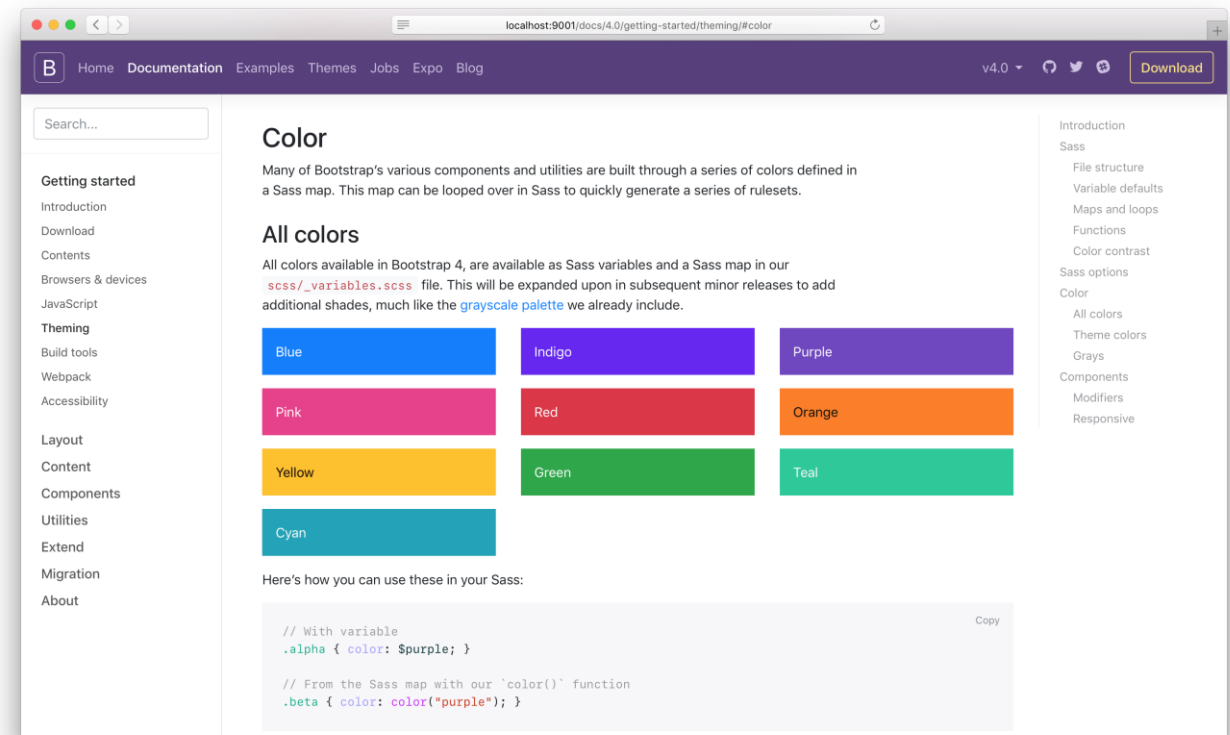 localhost:9001/docs/4.0/getting-started/theming/#color
B Home Documentation Examples Themes Jobs Expo Blog v4.0 Download
Search...
Getting started
Introduction
Download
Contents
Browsers & devices
JavaScript
Theming
Build tools
Webpack
Accessibility
Layout
Content
Components
Utilities
Extend
Migration
About
Color
Many of Bootstrap’s various components and utilities are built through a series of colors defined in
a Sass map. This map can be looped over in Sass to quickly generate a series of rulesets.
All colors
All colors available in Bootstrap 4, are available as Sass variables and a Sass map in our
scss/_variables.scss file. This will be expanded upon in subsequent minor releases to add
additional shades, much like the grayscale palette we already include.
Blue Indigo Purple
Pink Red Orange
Yellow Green Teal
Cyan
Here’s how you can use these in your Sass:
Copy
// With variable
.alpha { color: $purple; }
// From the Sass map with our `color()` function
.beta { color: color("purple"); }
Introduction
Sass
File structure
Variable defaults
Maps and loops
Functions
Color contrast
Sass options
Color
All colors
Theme colors
Grays
Components
Modifiers
Responsive